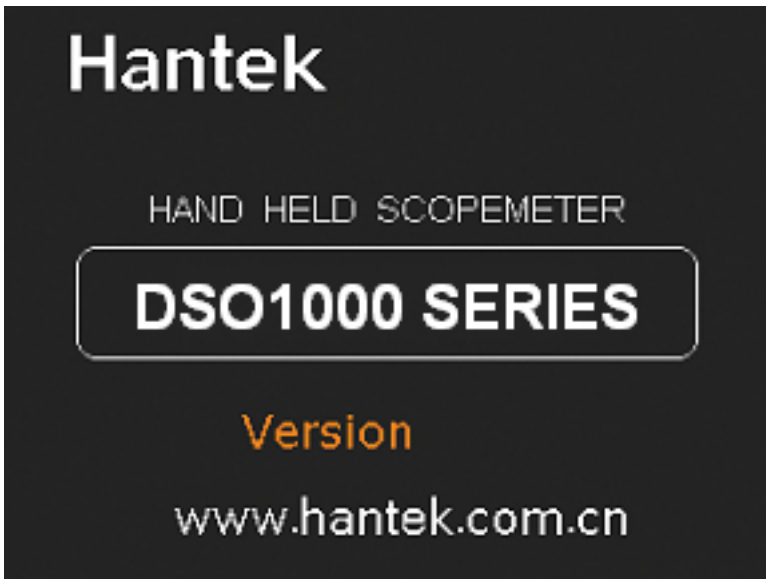 Hantek
HAND HELD SCOPEMETER
DSO1000 SERIES
Version
www.hantek.com.cn